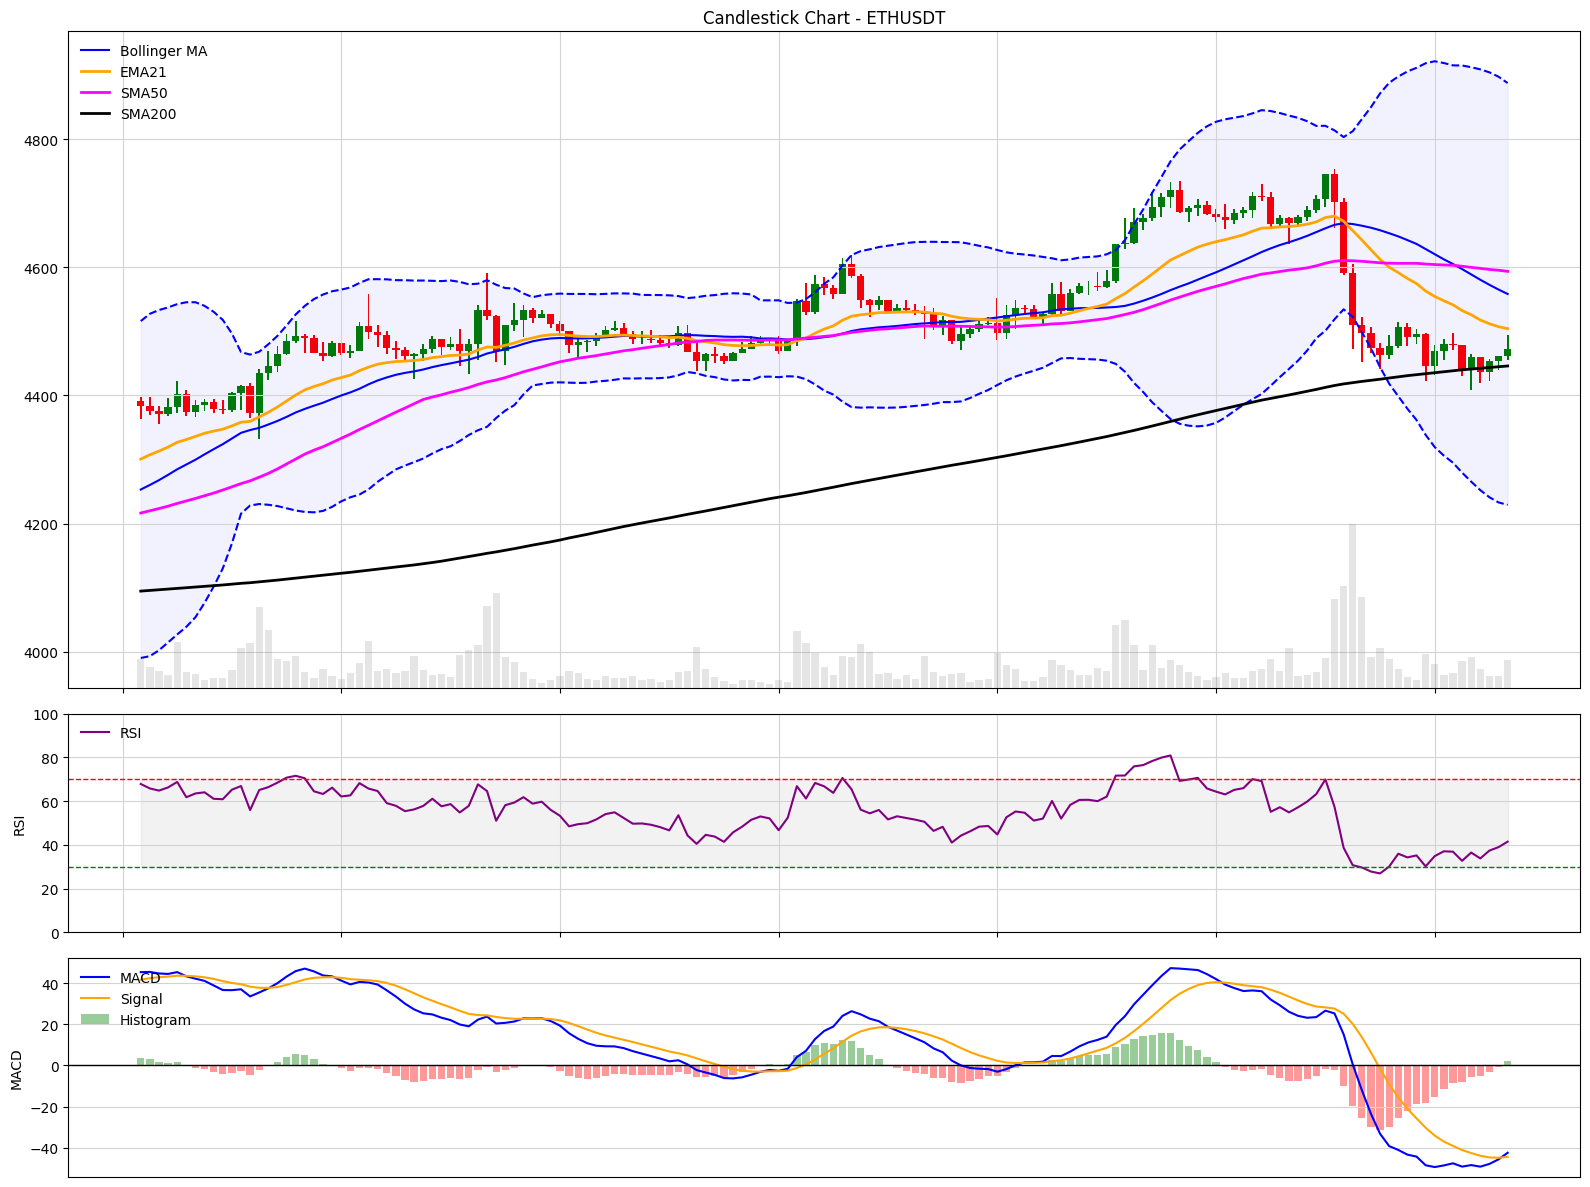 Candlestick Chart - ETHUSDT
Bollinger MA
EMA21
SMA50
SMA200
4800
4600
4400
4200
4000
RSI
100
80
60
40
20
0
RSI
MACD
Signal
Histogram
40
20
0
−20
−40
MACD